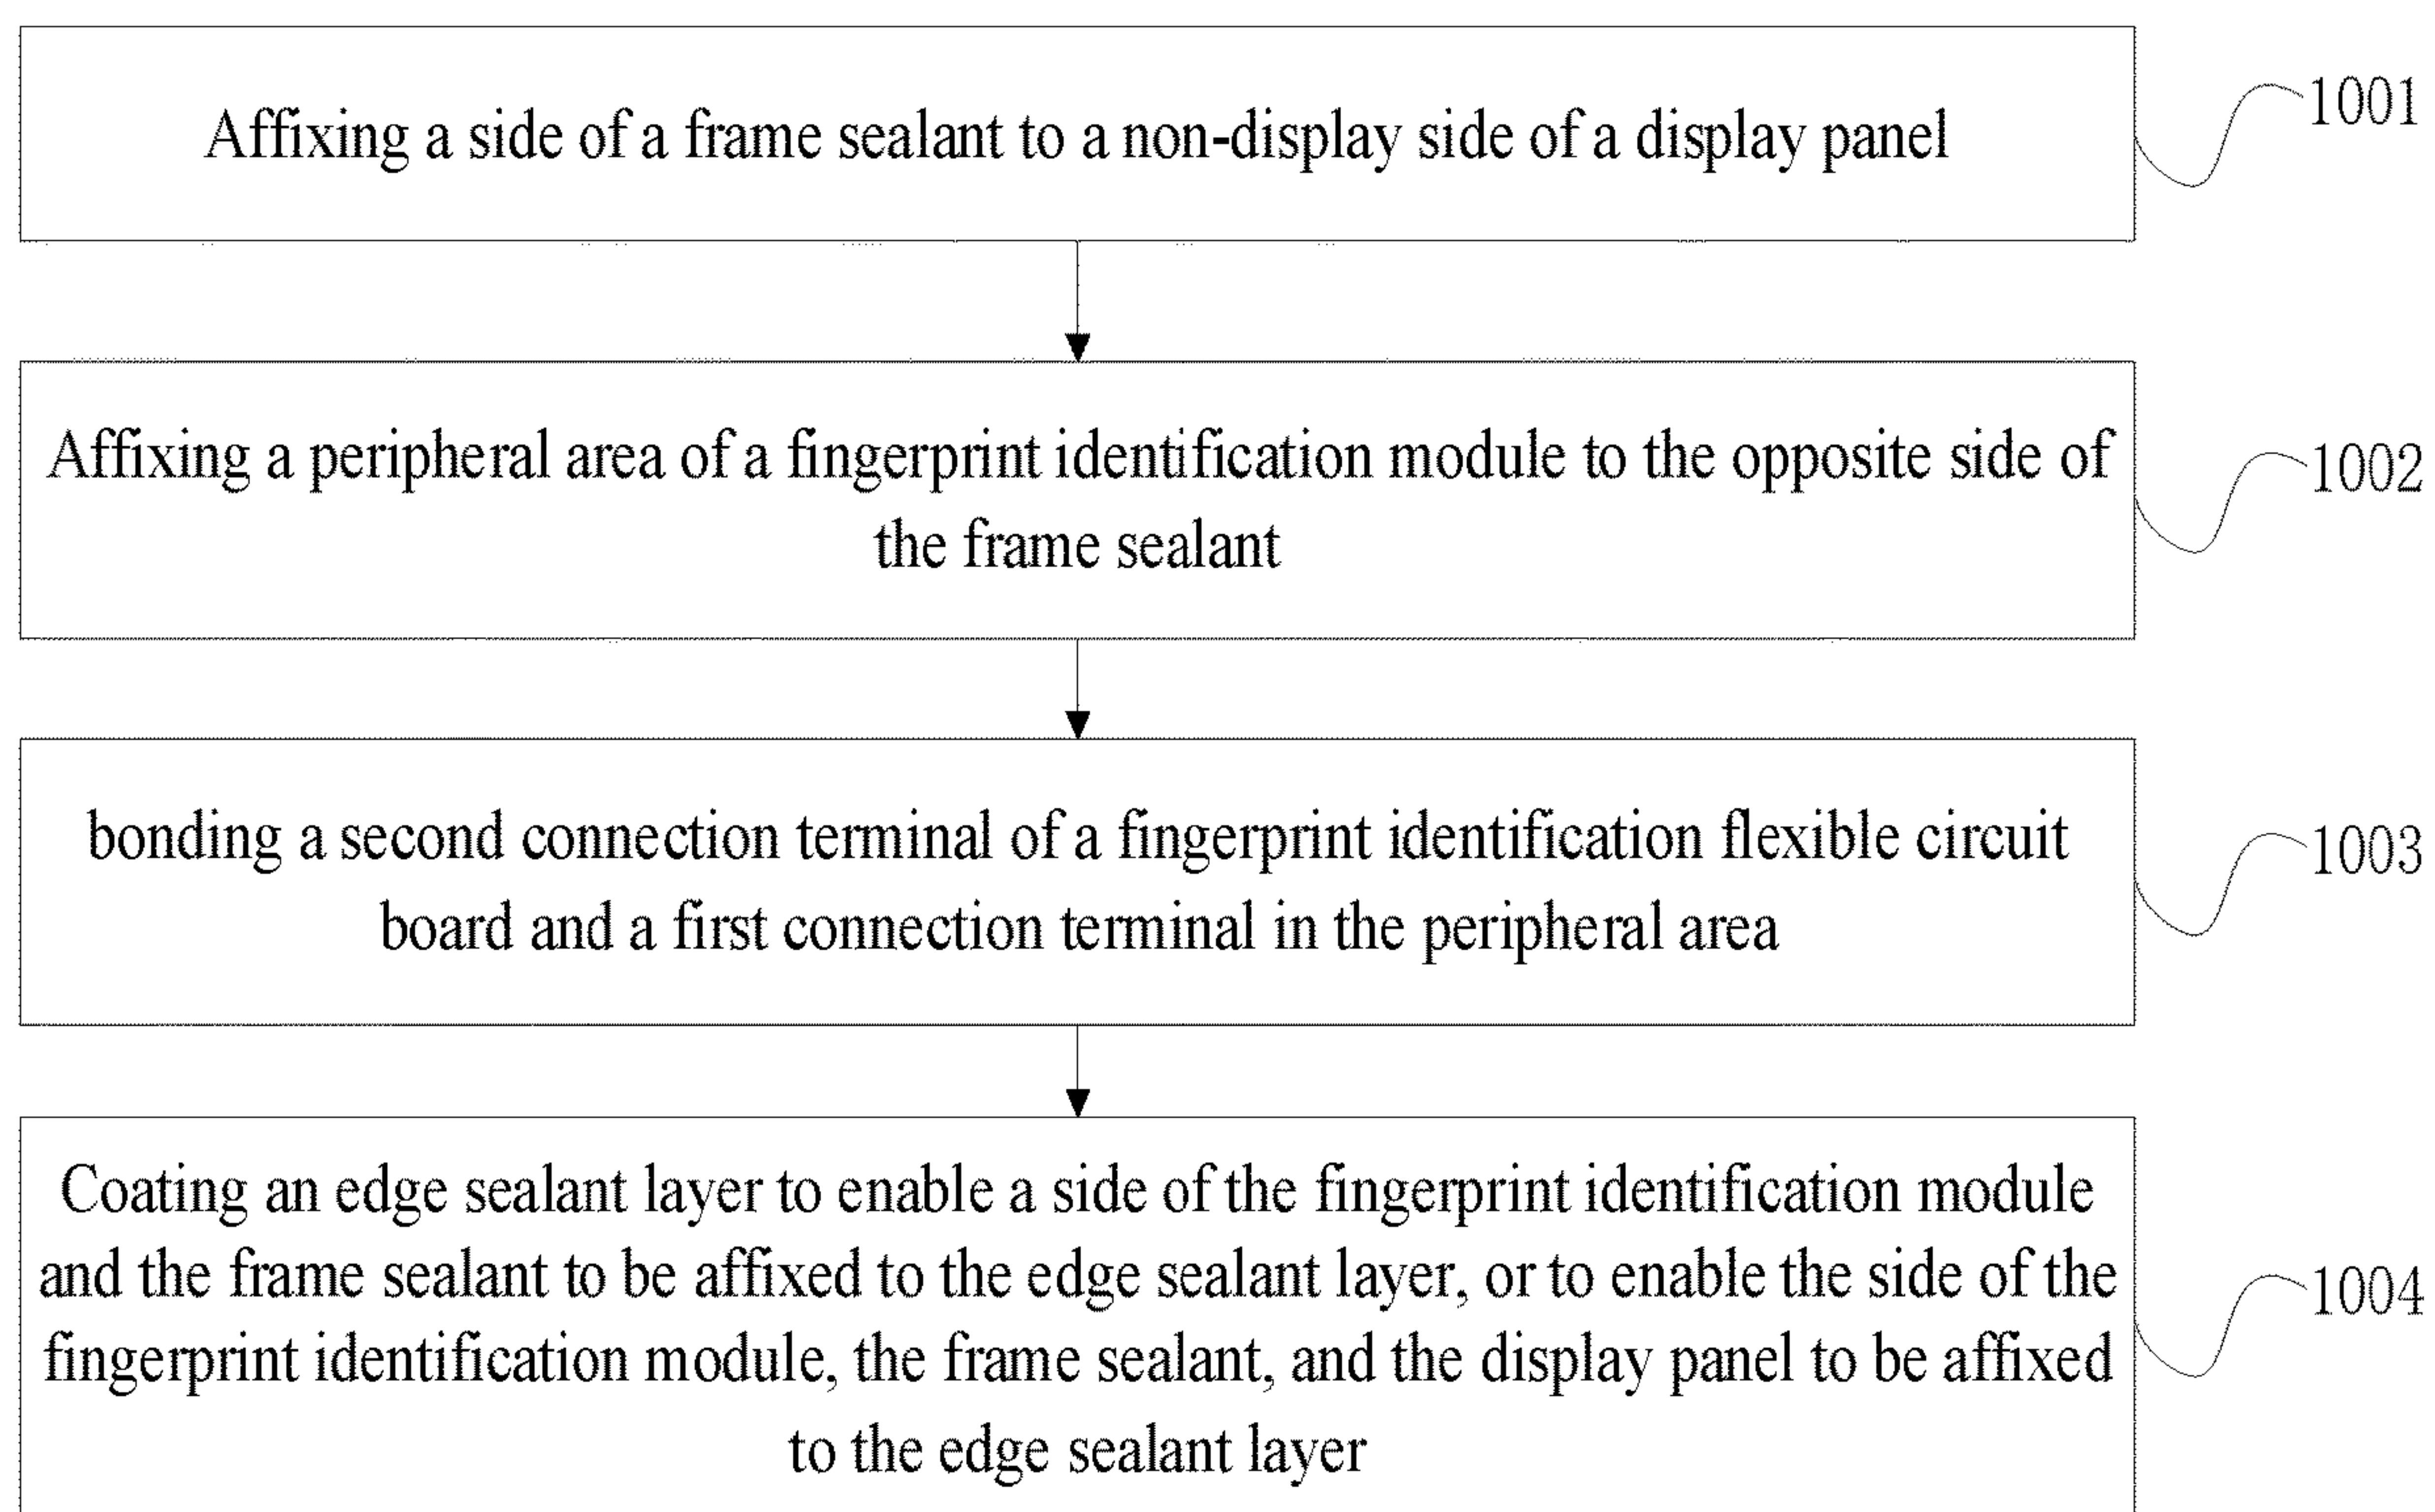 Affixing a side of a frame sealant to a non-display side of a display panel
1001
Affixing a peripheral area of a fingerprint identification module to the opposite side of
the frame sealant
1002
bonding a second connection terminal of a fingerprint identification flexible circuit
board and a first connection terminal in the peripheral area
1003
Coating an edge sealant layer to enable a side of the fingerprint identification module
and the frame sealant to be affixed to the edge sealant layer, or to enable the side of the
fingerprint identification module, the frame sealant, and the display panel to be affixed
to the edge sealant layer
1004